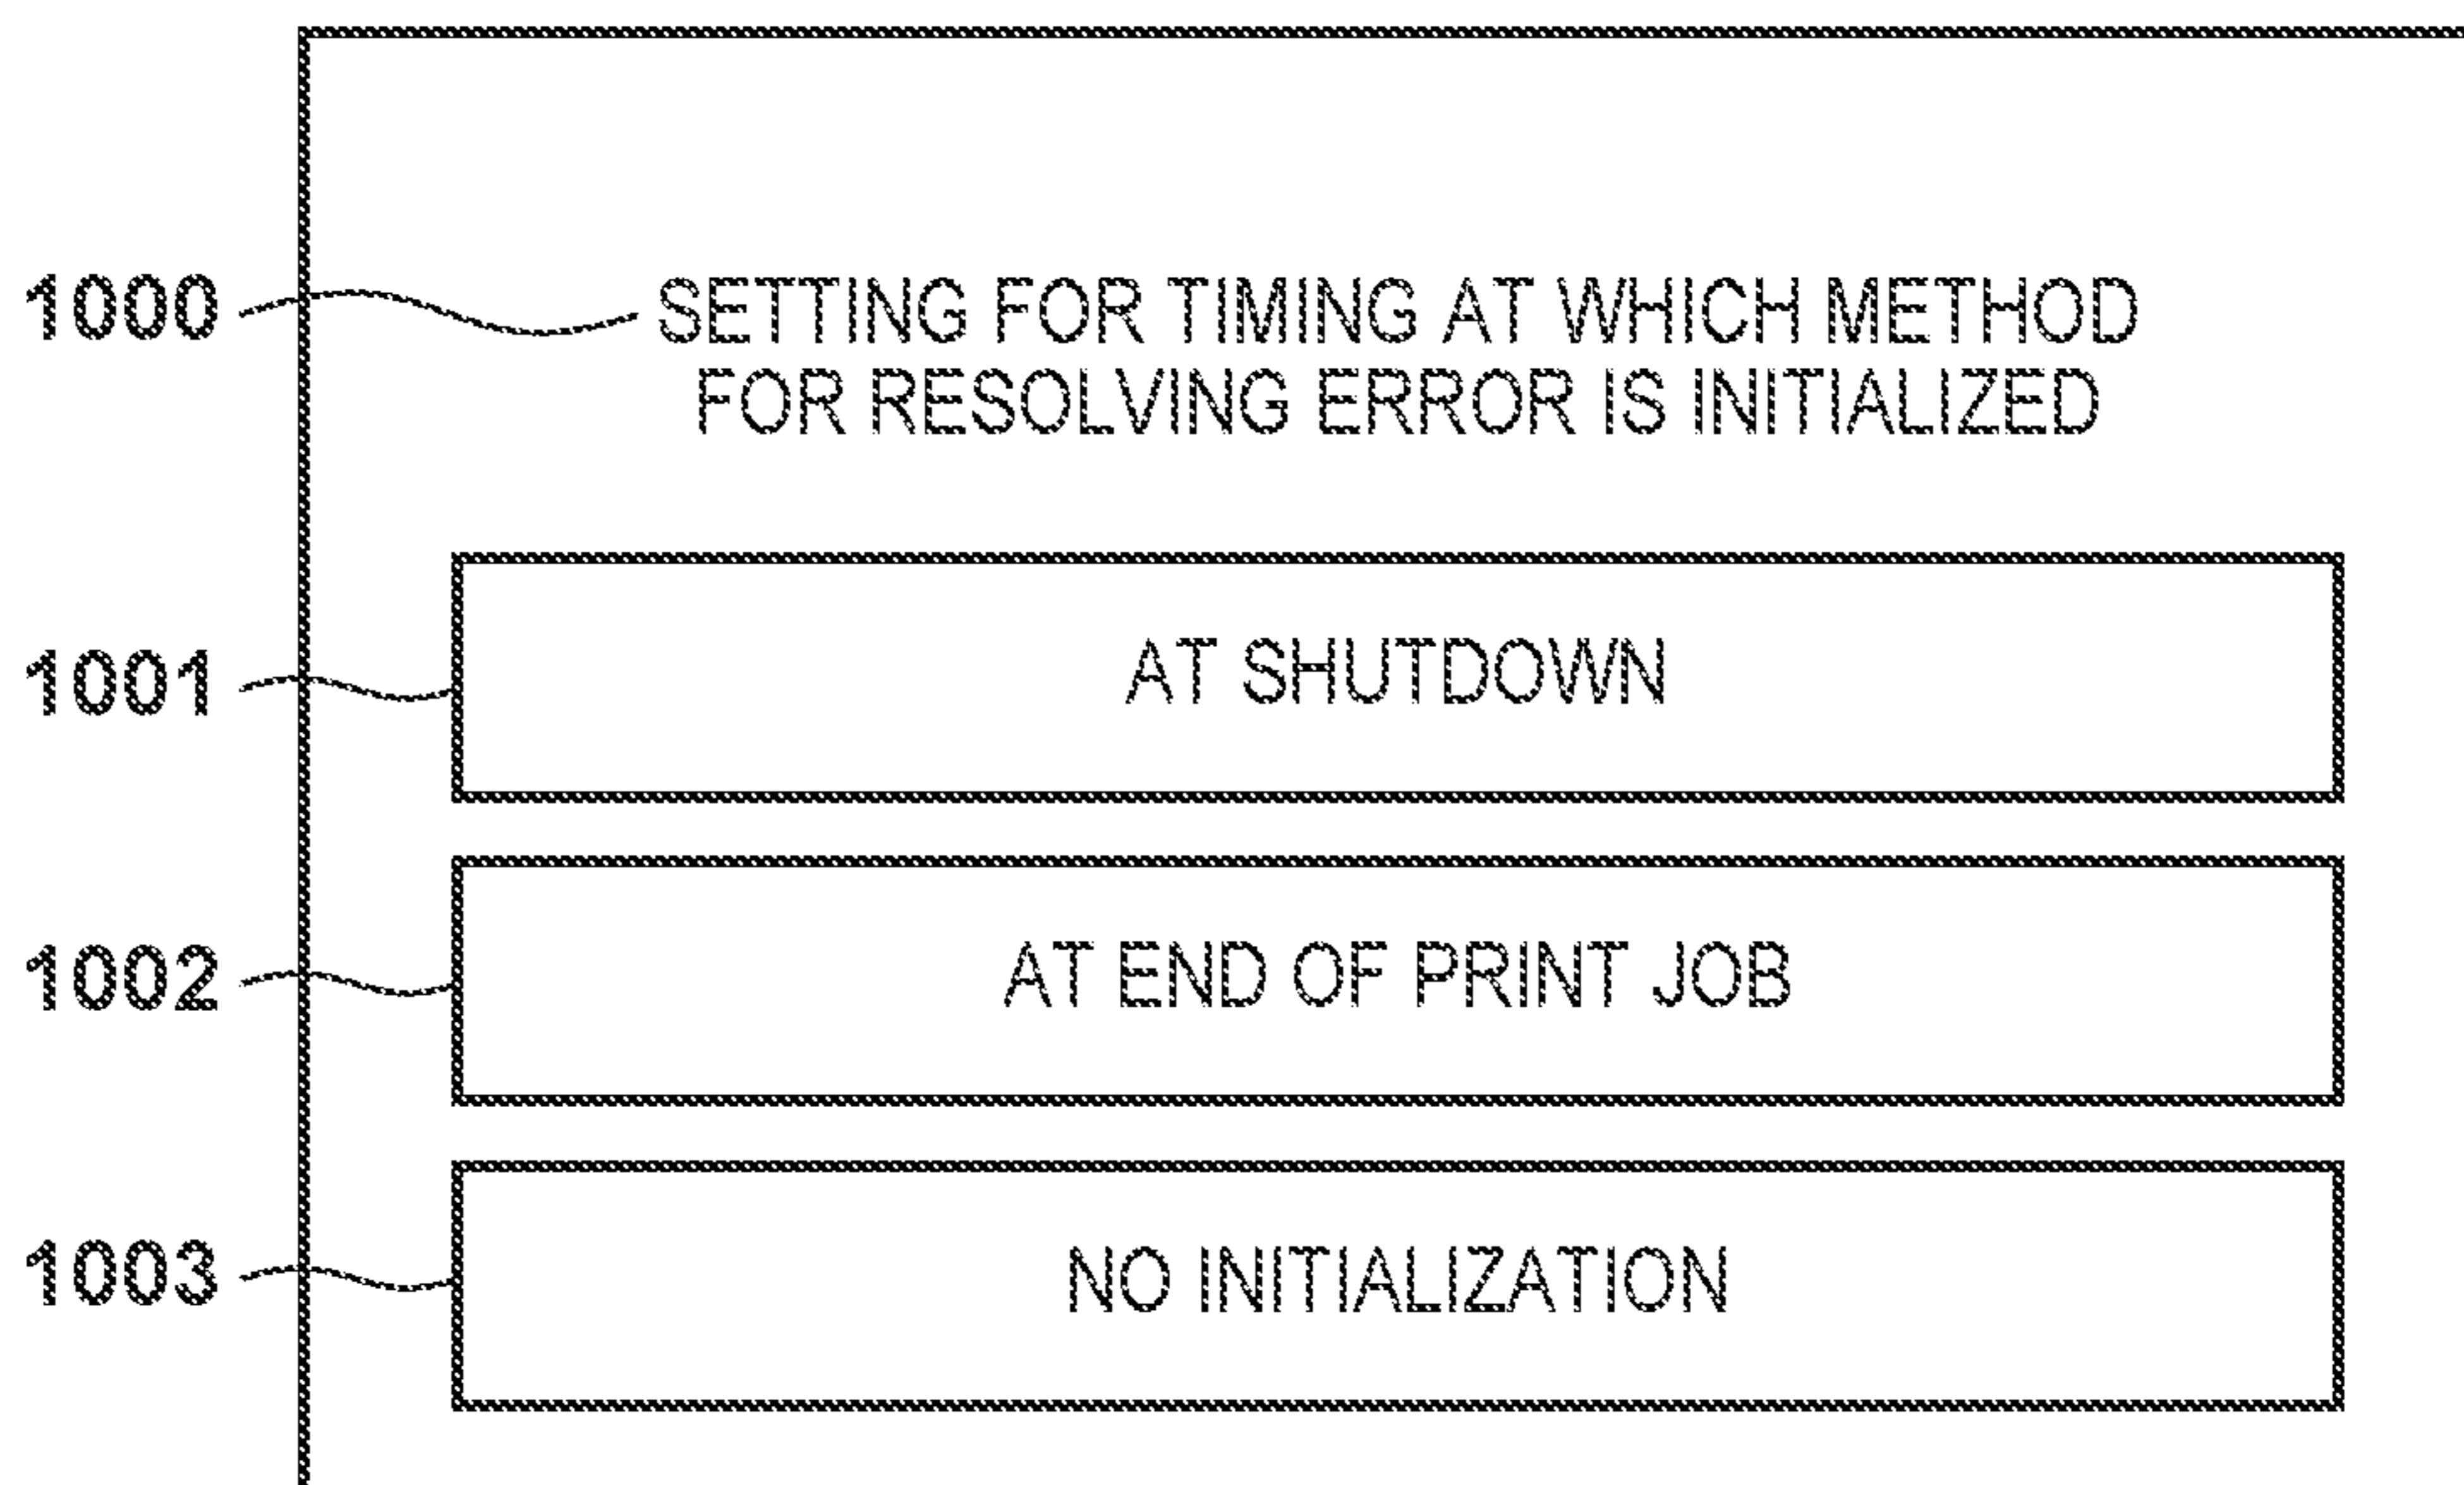 1000 SETTING FOR TIMING AT WHICH METHOD
FOR RESOLVING ERROR IS INITIALIZED
1001 AT SHUTDOWN
1002 AT END OF PRINT JOB
1003 NO INITIALIZATION